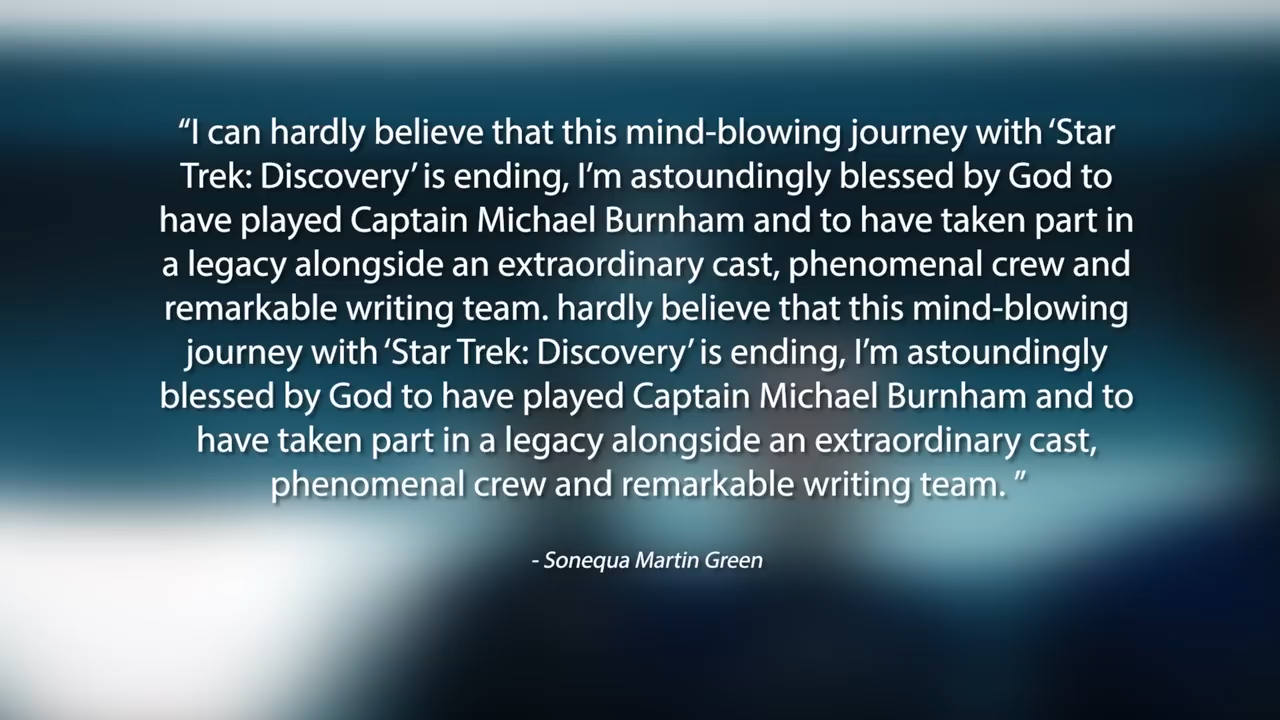 “I can hardly believe that this mind-blowing journey with ‘Star
Trek: Discovery’ is ending, I’m astoundingly blessed by God to
have played Captain Michael Burnham and to have taken part in
a legacy alongside an extraordinary cast, phenomenal crew and
remarkable writing team. hardly believe that this mind-blowing
journey with ‘Star Trek: Discovery’ is ending, I’m astoundingly
blessed by God to have played Captain Michael Burnham and to
have taken part in a legacy alongside an extraordinary cast,
phenomenal crew and remarkable writing team. ”
- Sonequa Martin Green